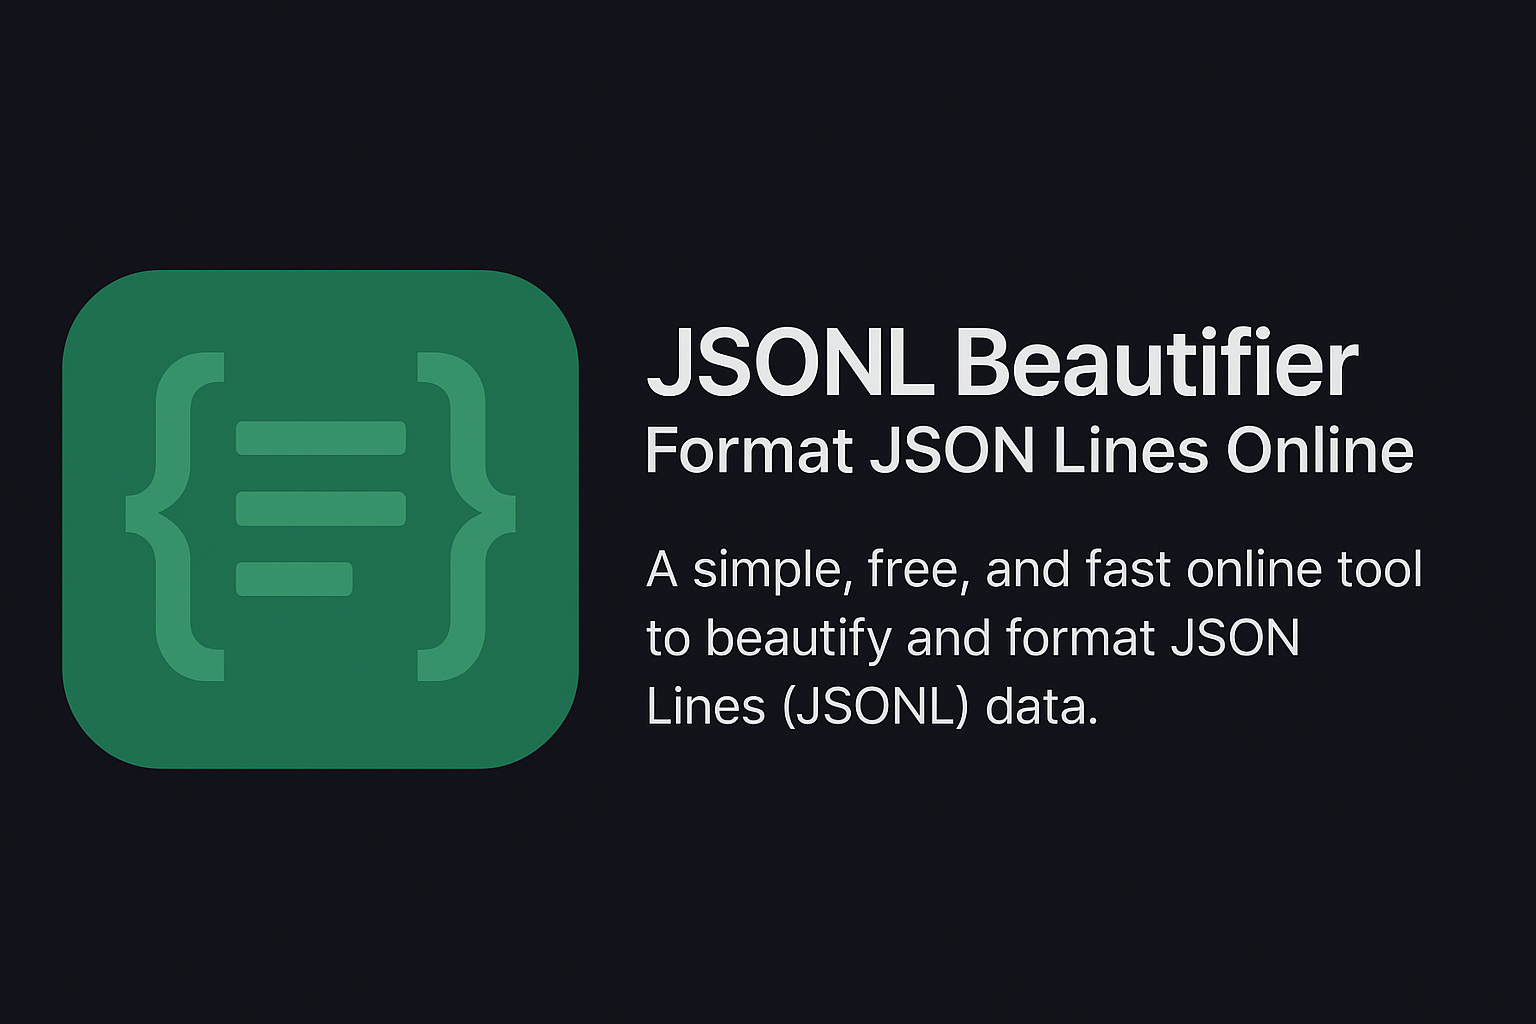 JSONL Beautifier
Format JSON Lines Online
A simple, free, and fast online tool
to beautify and format JSON
Lines (JSONL) data.